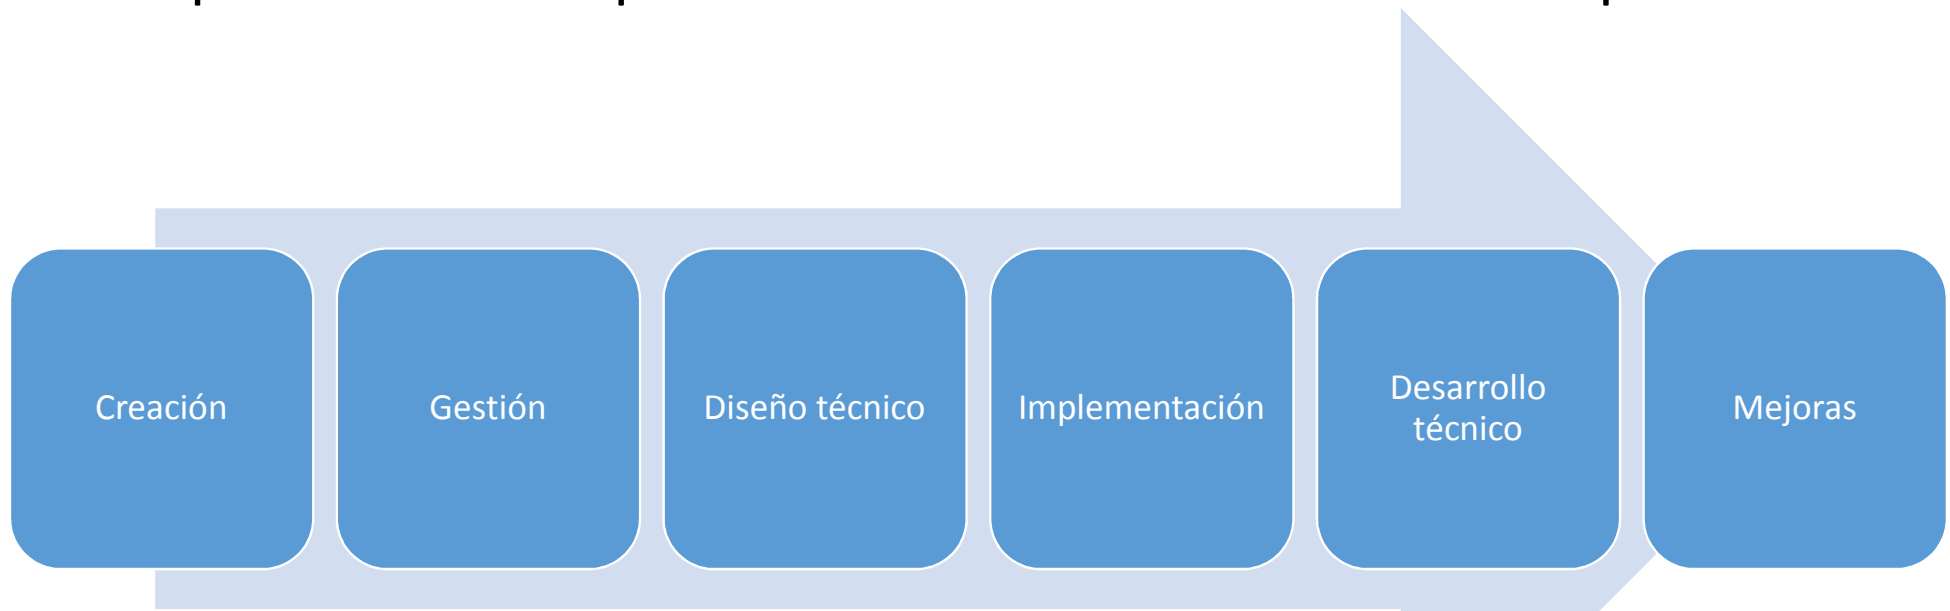 Creación
Gestión
Diseño técnico
Implementación
Desarrollo
técnico
Mejoras